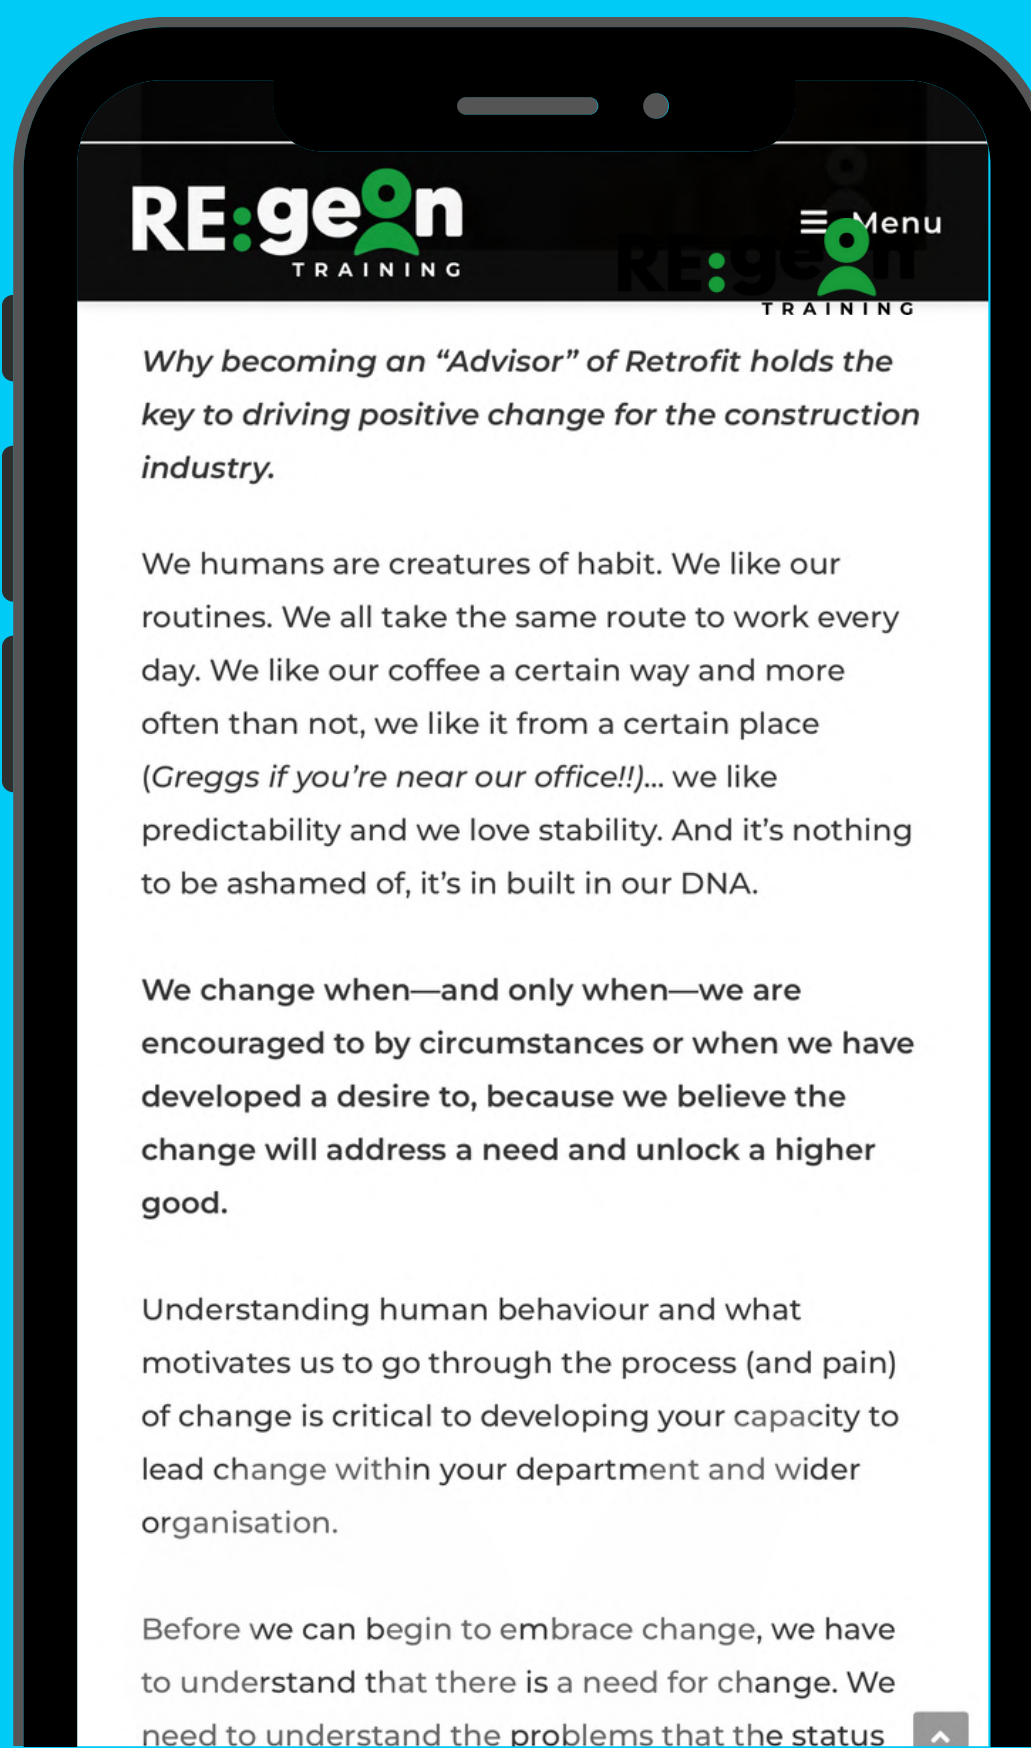 RE:geon
TRAINING
Menu
RE:geon
TRAINING
Why becoming an “Advisor” of Retrofit holds the
key to driving positive change for the construction
industry.
We humans are creatures of habit. We like our
routines. We all take the same route to work every
day. We like our coffee a certain way and more
often than not, we like it from a certain place
(Greggs if you’re near our office!!)... we like
predictability and we love stability. And it’s nothing
to be ashamed of, it’s in built in our DNA.
We change when—and only when—we are
encouraged to by circumstances or when we have
developed a desire to, because we believe the
change will address a need and unlock a higher
good.
Understanding human behaviour and what
motivates us to go through the process (and pain)
of change is critical to developing your capacity to
lead change within your department and wider
organisation.
Before we can begin to embrace change, we have
to understand that there is a need for change. We
need to understand the problems that the status